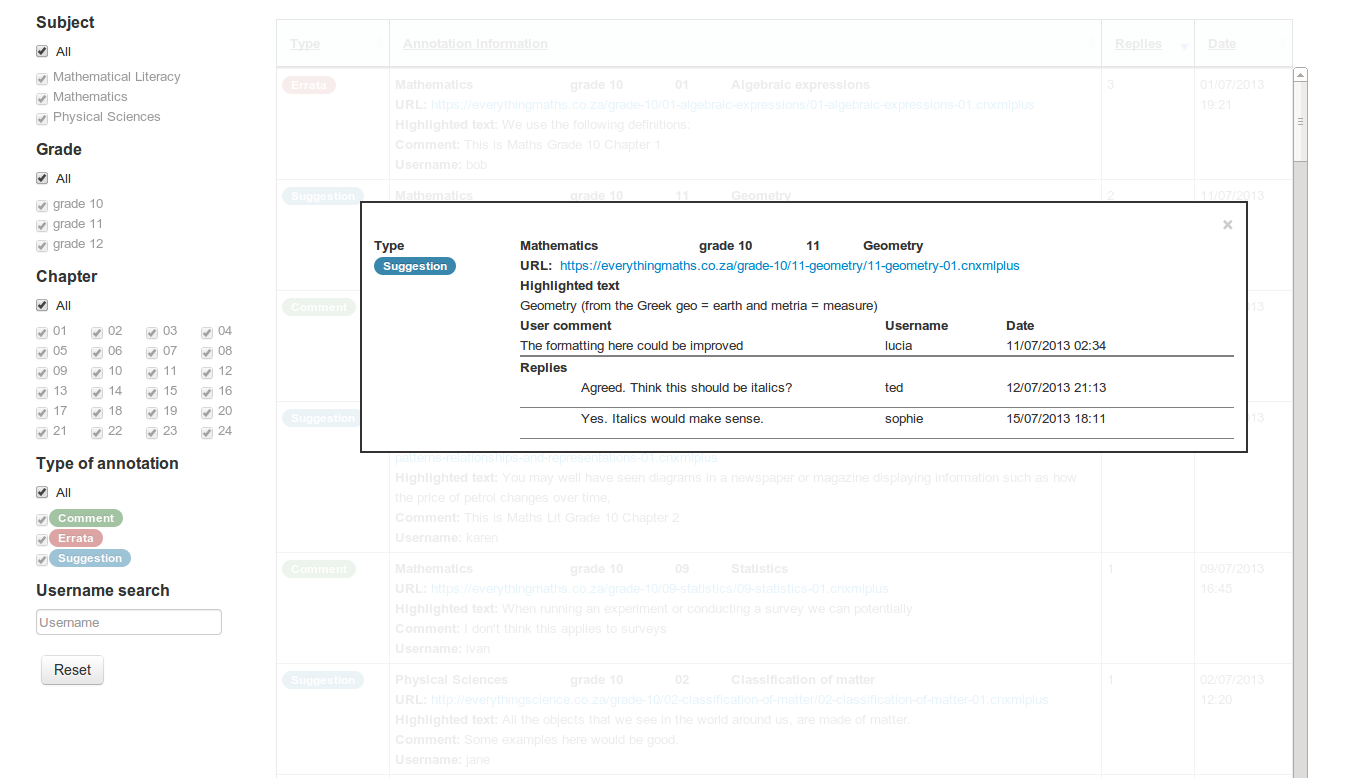 Subject
All
Mathematical Literacy
Mathematics
Physical Sciences
Grade
All
grade 10
grade 11
grade 12
Chapter
All
01 02 03 04
05 06 07 08
09 10 11 12
13 14 15 16
17 18 19 20
21 22 23 24
Type of annotation
All
Comment
Errata
Suggestion
Username search
Username
Reset
Type Annotation Information Replies Date
Errata Mathematics grade 10 01 Algebraic expressions 3 01/07/2013
URL: https://everythingmaths.co.za/grade-10/01-algebraic-expressions/01-algebraic-expressions-01.cnxmlplus 19:21
Highlighted text: We use the following definitions:
Comment: This is Maths Grade 10 Chapter 1
Username: bob
Suggestion Mathematics grade 10 11 Geometry 2 11/07/2013
×
Type Mathematics grade 10 11 Geometry
Suggestion URL: https://everythingmaths.co.za/grade-10/11-geometry/11-geometry-01.cnxmlplus
Highlighted text
Geometry (from the Greek geo = earth and metria = measure)
User comment Username Date
The formatting here could be improved lucia 11/07/2013 02:34
Replies
Agreed. Think this should be italics? ted 12/07/2013 21:13
Yes. Italics would make sense. sophie 15/07/2013 18:11
Comment
Suggestion
patterns-relationships-and-representations-01.cnxmlplus
Highlighted text: You may well have seen diagrams in a newspaper or magazine displaying information such as how
the price of petrol changes over time,
Comment: This is Maths Lit Grade 10 Chapter 2
Username: karen
Comment Mathematics grade 10 09 Statistics 1 09/07/2013
URL: https://everythingmaths.co.za/grade-10/09-statistics/09-statistics-01.cnxmlplus 16:45
Highlighted text: When running an experiment or conducting a survey we can potentially
Comment: I don't think this applies to surveys
Username: ivan
Suggestion Physical Sciences grade 10 02 Classification of matter 1 02/07/2013
URL: http://everythingscience.co.za/grade-10/02-classification-of-matter/02-classification-of-matter-01.cnxmlplus 12:20
Highlighted text: All the objects that we see in the world around us, are made of matter.
Comment: Some examples here would be good.
Username: jane